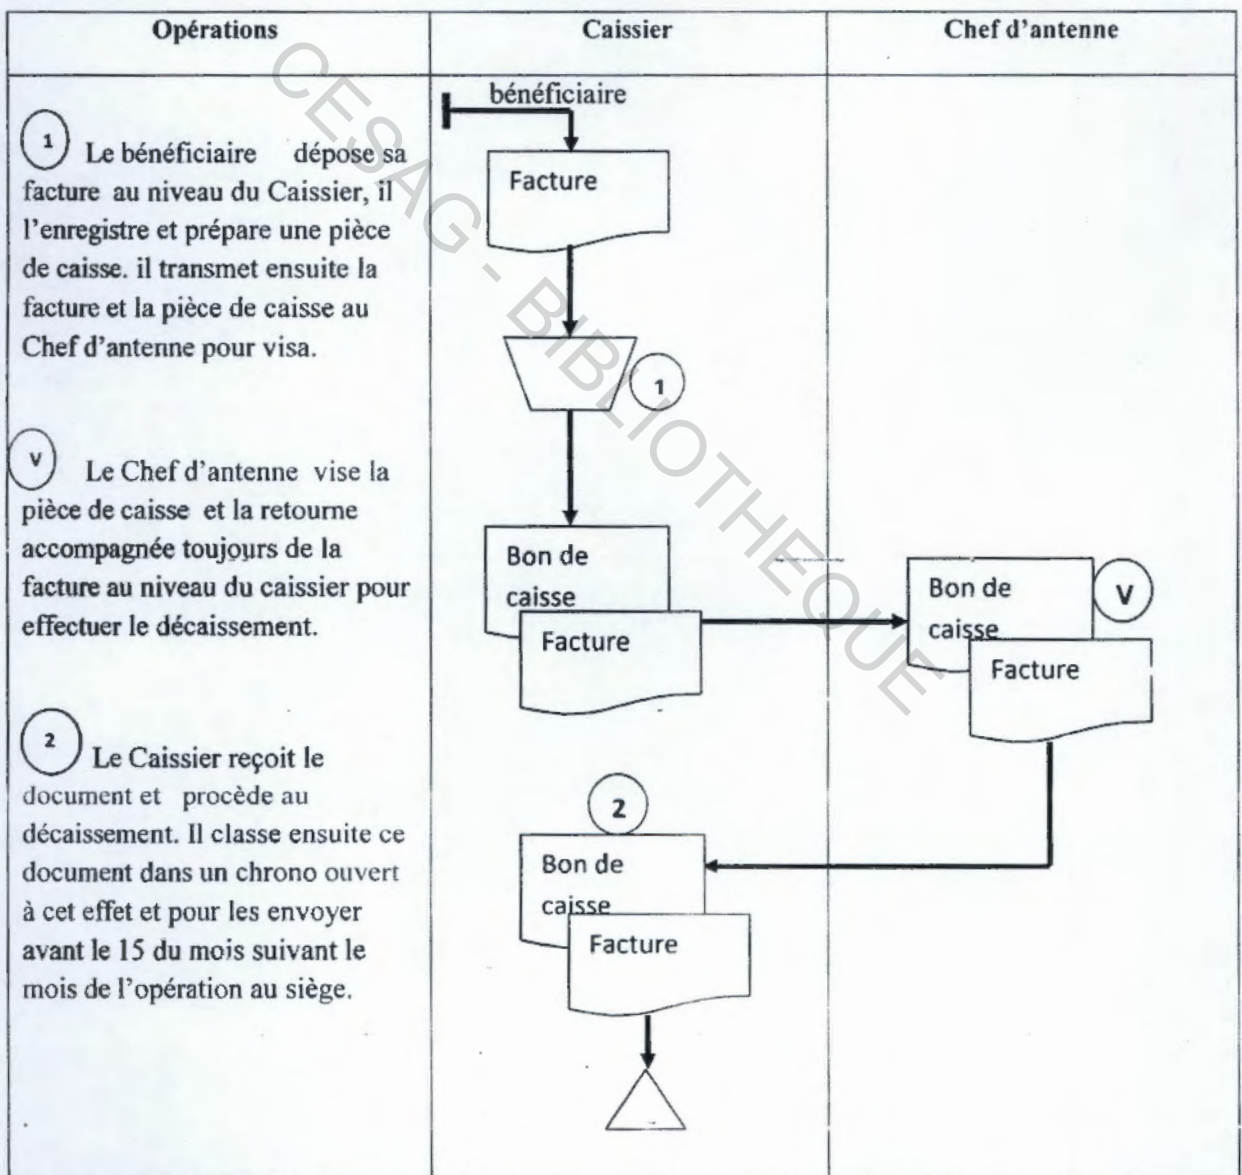 Opérations
Caissier
Chef d'antenne
1 Le bénéficiaire dépose sa
facture au niveau du Caissier, il
l'enregistre et prépare une pièce
de caisse. il transmet ensuite la
facture et la pièce de caisse au
Chef d'antenne pour visa.
V Le Chef d'antenne vise la
pièce de caisse et la retourne
accompagnée toujours de la
facture au niveau du caissier pour
effectuer le décaissement.
2 Le Caissier reçoit le
document et procède au
décaissement. Il classe ensuite ce
document dans un chrono ouvert
à cet effet et pour les envoyer
avant le 15 du mois suivant le
mois de l'opération au siège.
bénéficiaire
Facture
1
Bon de
caisse
Facture
Bon de
caisse
V
Facture
2
Bon de
caisse
Facture
CESAG - BIBLIOTHEQUE